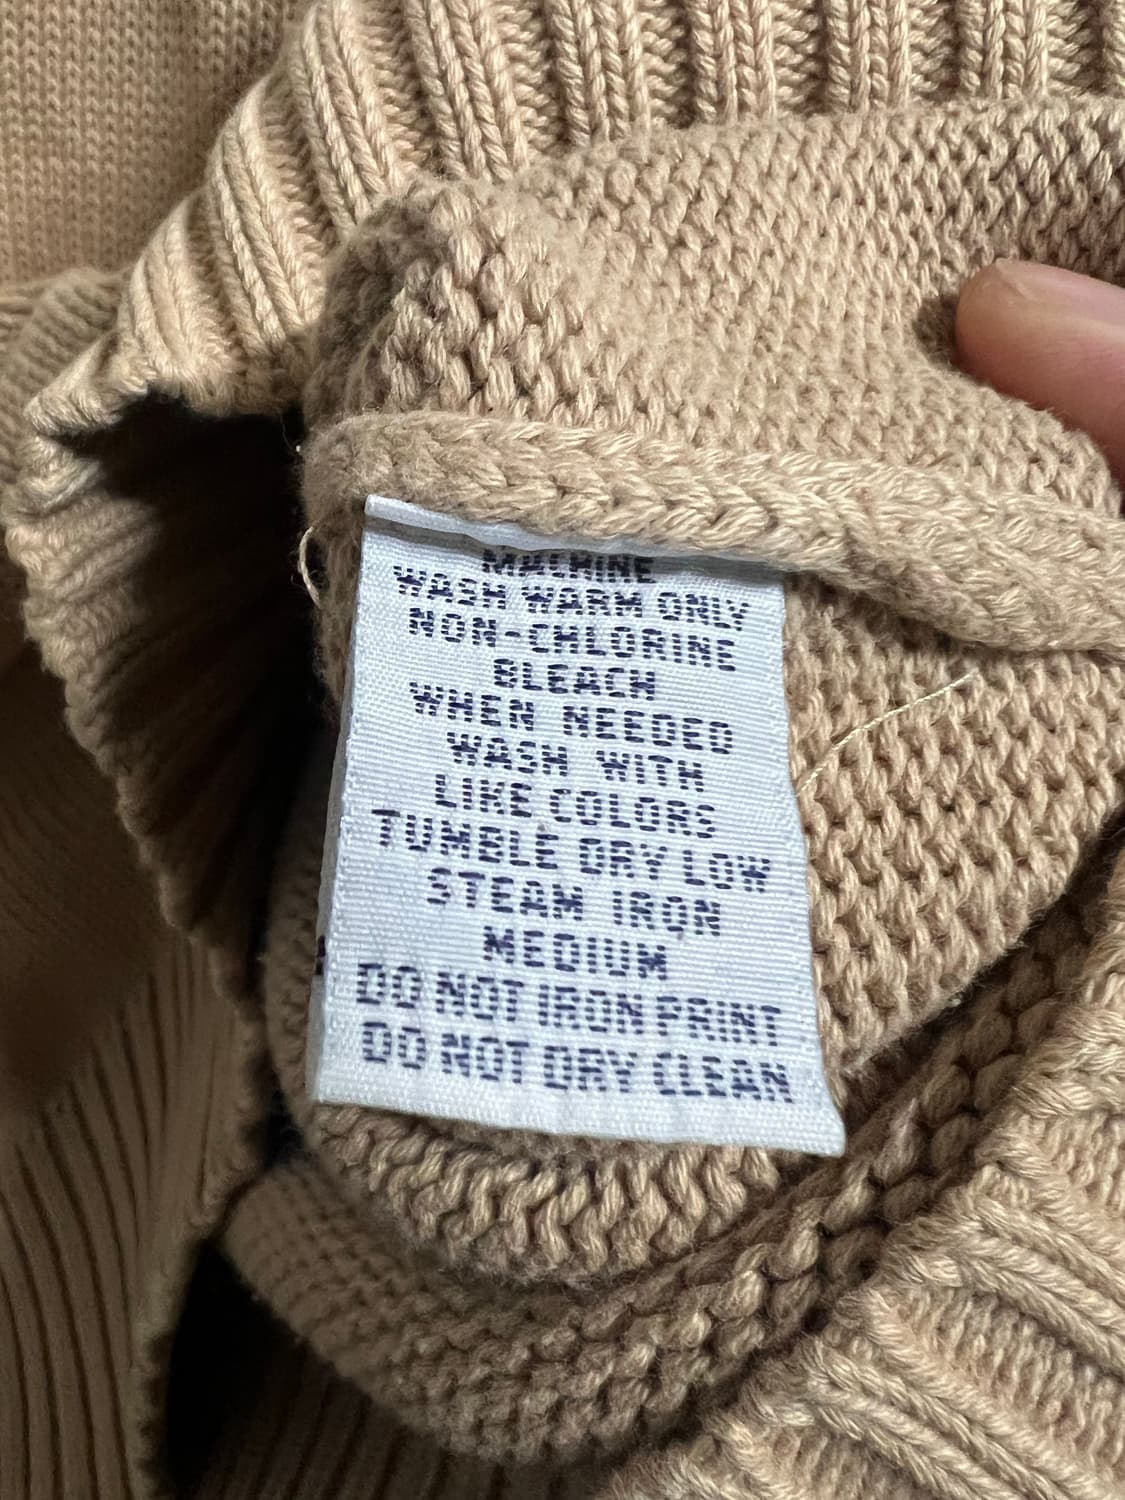 MACHINE
WASH WARM ONLY
NON-CHLORINE
BLEACH
WHEN NEEDED
WASH WITH
LIKE COLORS
TUMBLE DRY LOW
STEAM IRON
MEDIUM
DO NOT IRON PRINT
DO NOT DRY CLEAN